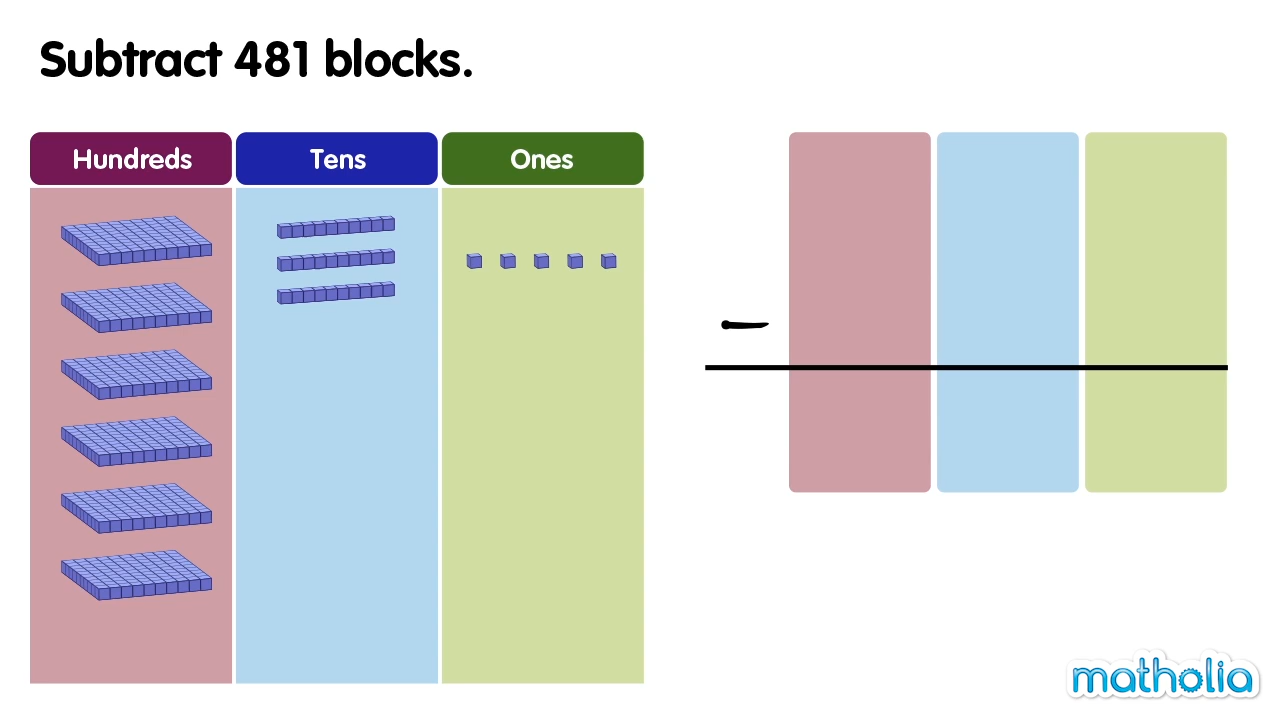 Subtract 481 blocks.
Hundreds Tens Ones
–
matholia